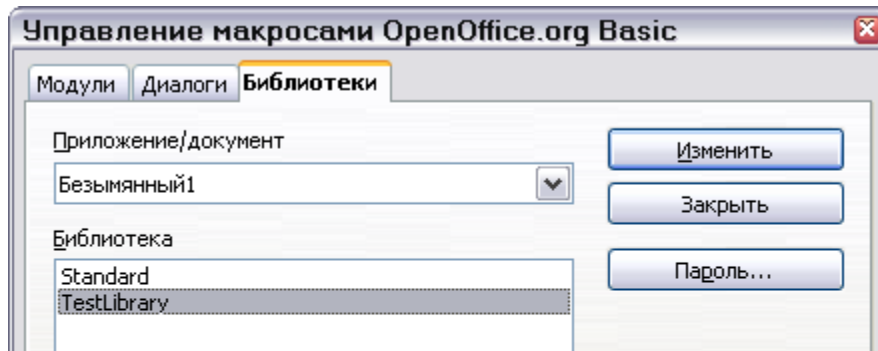 Управление макросами OpenOffice.org Basic
Модули Диалоги Библиотеки
Приложение/документ
Изменить
Безымянный1
Закрыть
Библиотека
Пароль...
Standard
TestLibrary